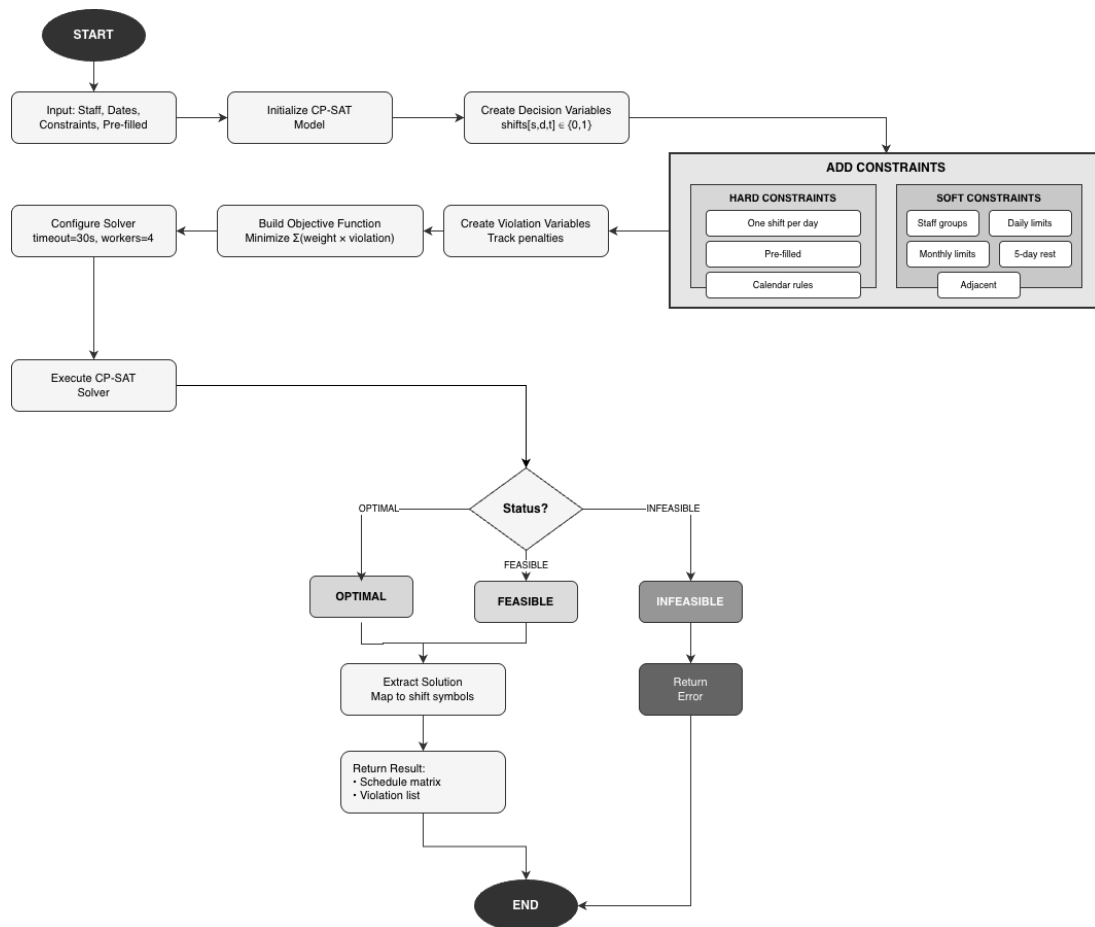 START
Input: Staff, Dates,
Constraints, Pre-filled
Initialize CP-SAT
Model
Create Decision Variables
shifts[s,d,t] ∈ {0,1}
ADD CONSTRAINTS
HARD CONSTRAINTS
One shift per day
Pre-filled
Calendar rules
SOFT CONSTRAINTS
Staff groups
Daily limits
Monthly limits
5-day rest
Adjacent
Create Violation Variables
Track penalties
Build Objective Function
Minimize Σ(weight × violation)
Configure Solver
timeout=30s, workers=4
Execute CP-SAT
Solver
Status?
OPTIMAL
FEASIBLE
INFEASIBLE
OPTIMAL
FEASIBLE
INFEASIBLE
Extract Solution
Map to shift symbols
Return
Error
Return Result:
• Schedule matrix
• Violation list
END